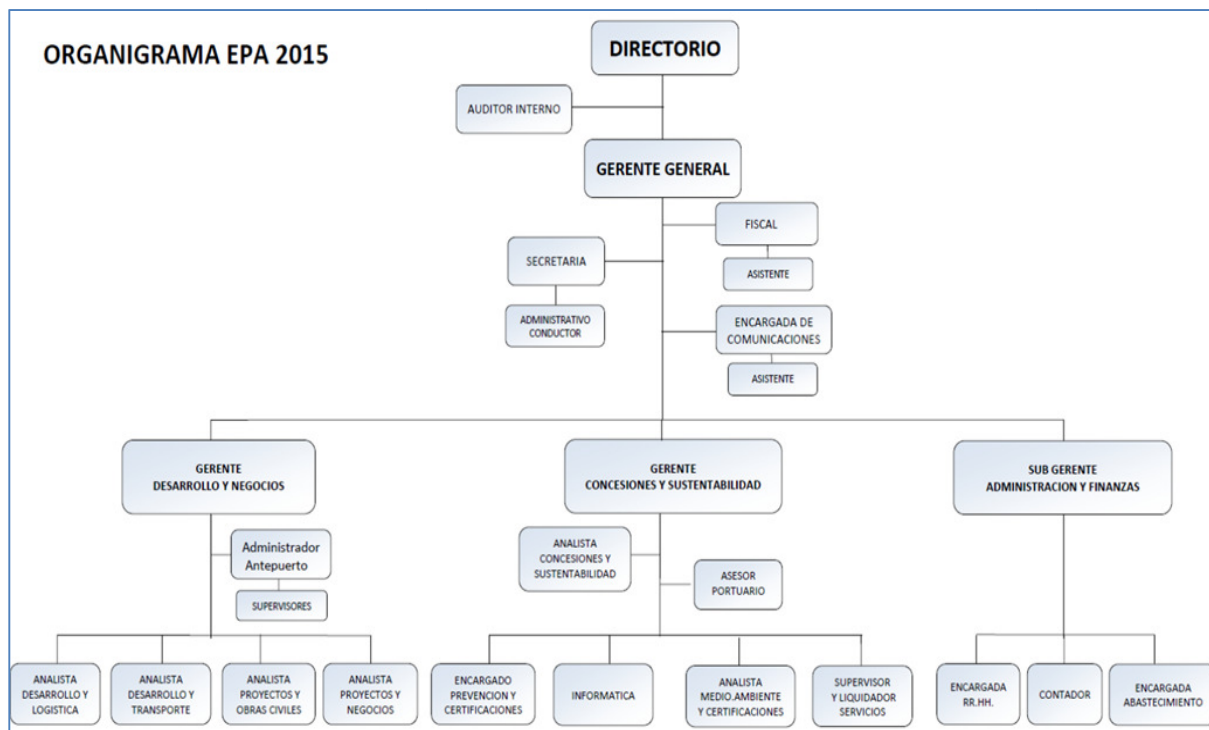 ORGANIGRAMA EPA 2015
DIRECTORIO
AUDITOR INTERNO
GERENTE GENERAL
FISCAL
SECRETARIA
ASISTENTE
ADMINISTRATIVO
CONDUCTOR
ENCARGADA DE
COMUNICACIONES
ASISTENTE
GERENTE
DESARROLLO Y NEGOCIOS
GERENTE
CONCESIONES Y SUSTENTABILIDAD
SUB GERENTE
ADMINISTRACION Y FINANZAS
Administrador
Antepuerto
SUPERVISORES
ANALISTA
CONCESIONES Y
SUSTENTABILIDAD
ASESOR
PORTUARIO
ANALISTA
DESARROLLO Y
LOGISTICA
ANALISTA
DESARROLLO Y
TRANSPORTE
ANALISTA
PROYECTOS Y
OBRAS CIVILES
ANALISTA
PROYECTOS Y
NEGOCIOS
ENCARGADO
PREVENCION Y
CERTIFICACIONES
INFORMATICA
ANALISTA
MEDIO.AMBIENTE
Y CERTIFICACIONES
SUPERVISOR
Y LIQUIDADOR
SERVICIOS
ENCARGADA
RR.HH.
CONTADOR
ENCARGADA
ABASTECIMIENTO